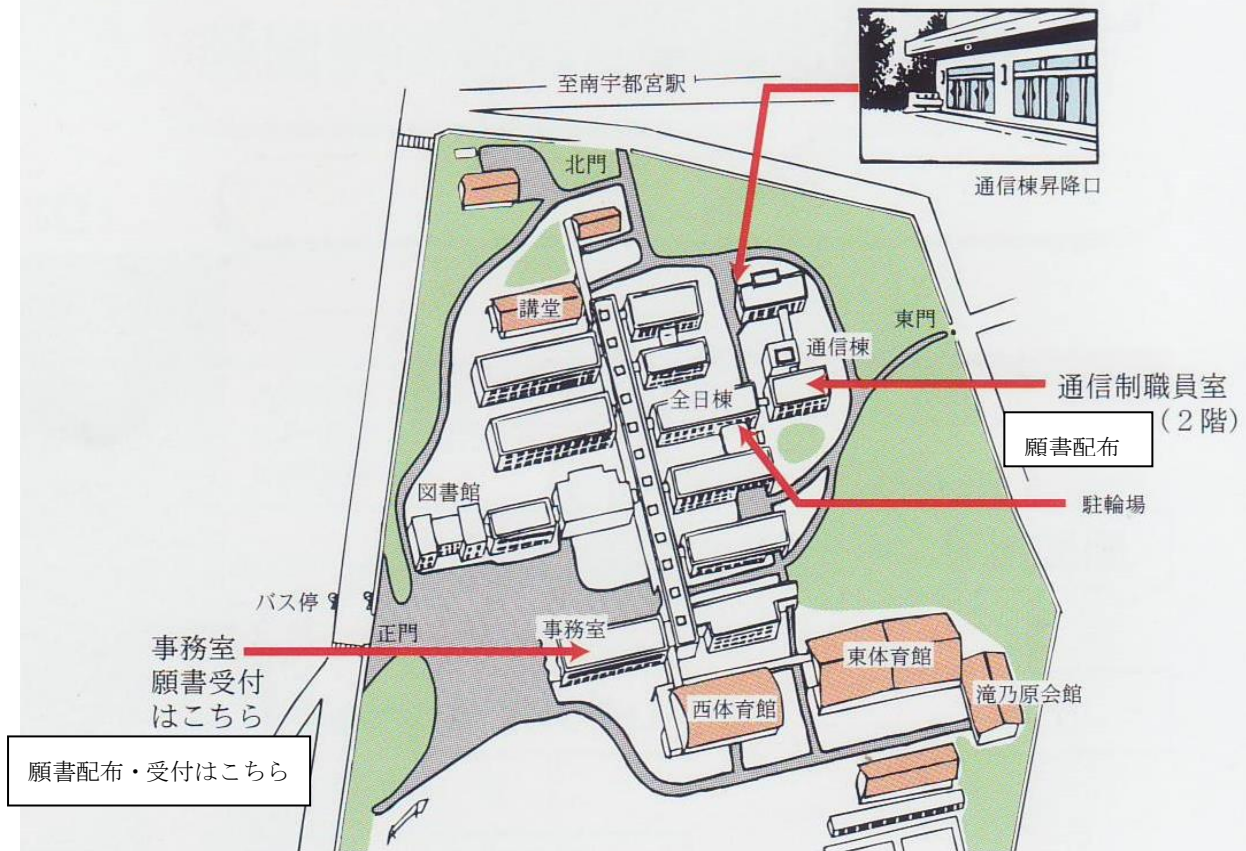 至南宇都宮駅
通信棟昇降口
北門
講堂
東門
通信棟
全日棟
通信制職員室
(2階)
願書配布
図書館
駐輪場
バス停
正門
事務室
事務室
願書受付
はこちら
東体育館
西体育館
滝乃原会館
願書配布・受付はこちら